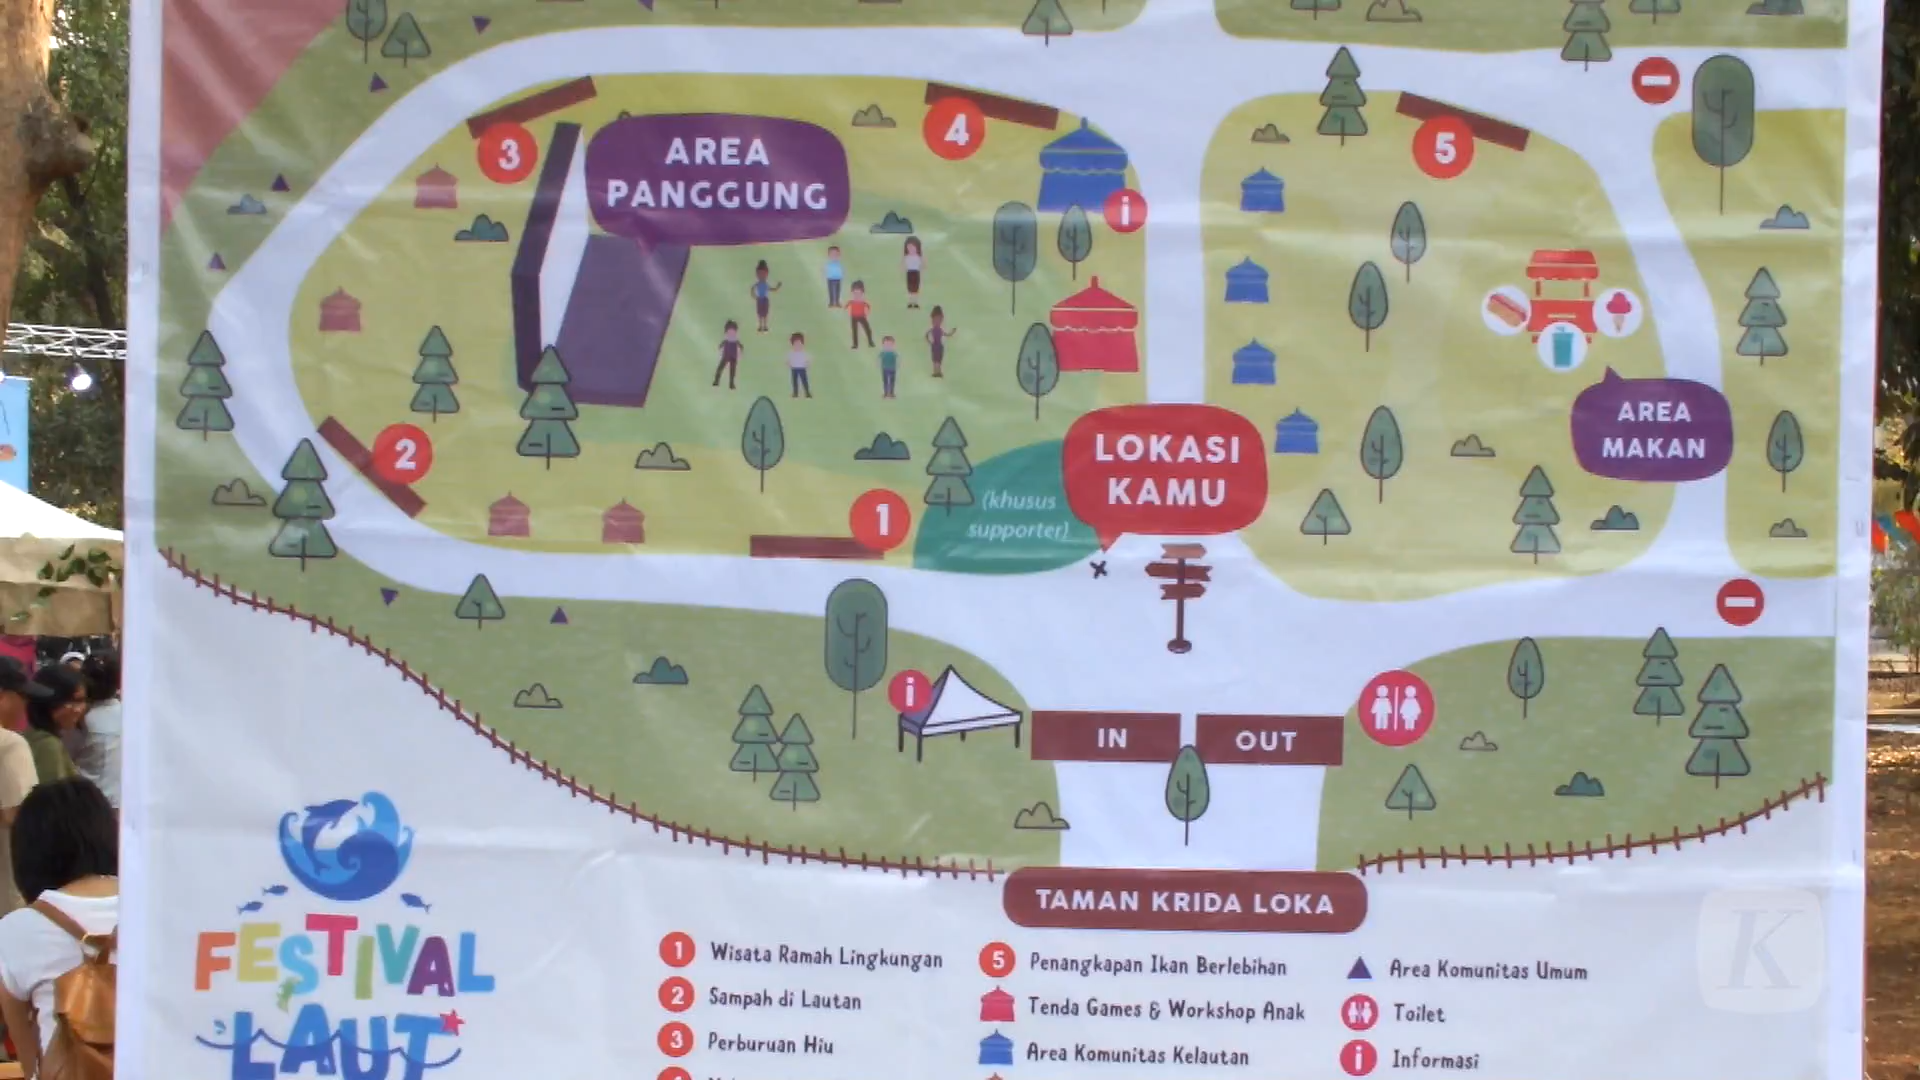 AREA
PANGGUNG
3
4
5
i
2
1
(khusus
supporter)
LOKASI
KAMU
AREA
MAKAN
i
IN
OUT
TAMAN KRIDA LOKA
FESTIVAL
LAUT
1 Wisata Ramah Lingkungan
2 Sampah di Lautan
3 Perburuan Hiu
5 Penangkapan Ikan Berlebihan
Tenda Games & Workshop Anak
Area Komunitas Kelautan
Area Komunitas Umum
Toilet
i Informasi
K